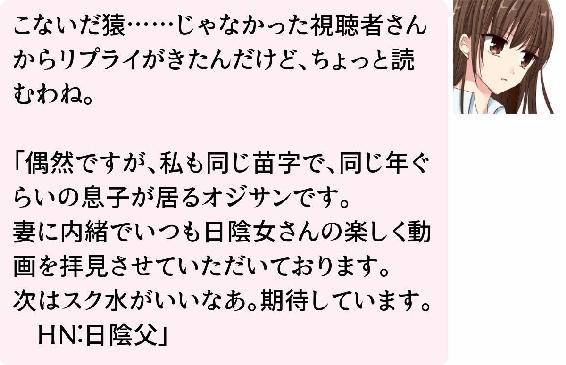 こないだ猿……じゃなかった視聴者さん
からリプライがきたんだけど、ちょっと読
むわね。
「偶然ですが、私も同じ苗字で、同じ年ぐ
らいの息子が居るオジサンです。
妻に内緒でいつも日陰女さんの楽しく動
画を拝見させていただいております。
次はスク水がいいなあ。期待しています。
　HN:日陰父」